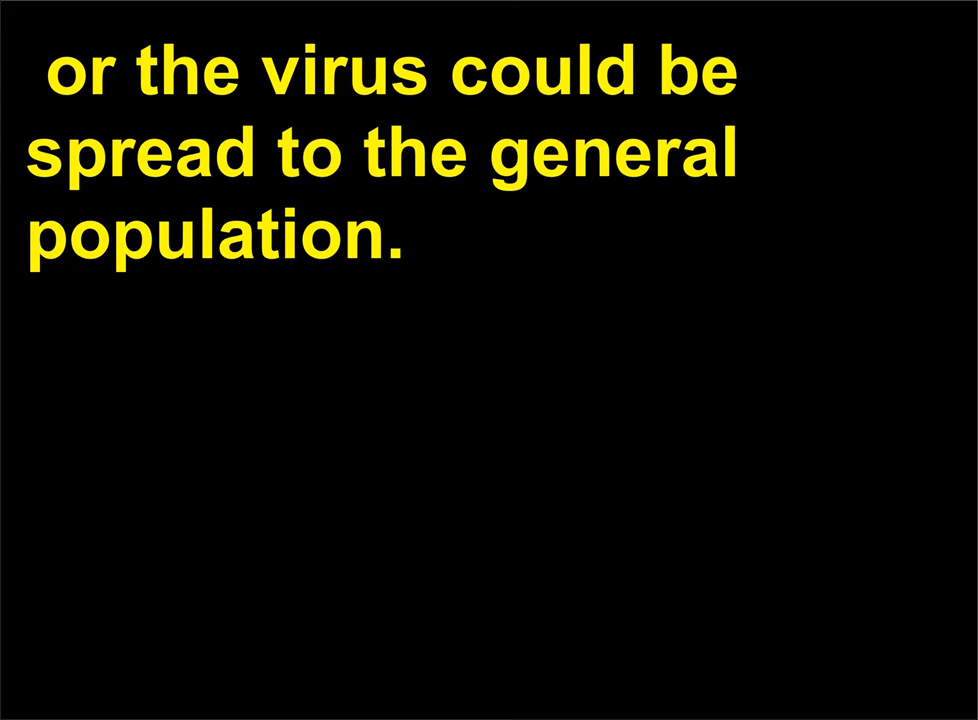 or the virus could be
spread to the general
population.